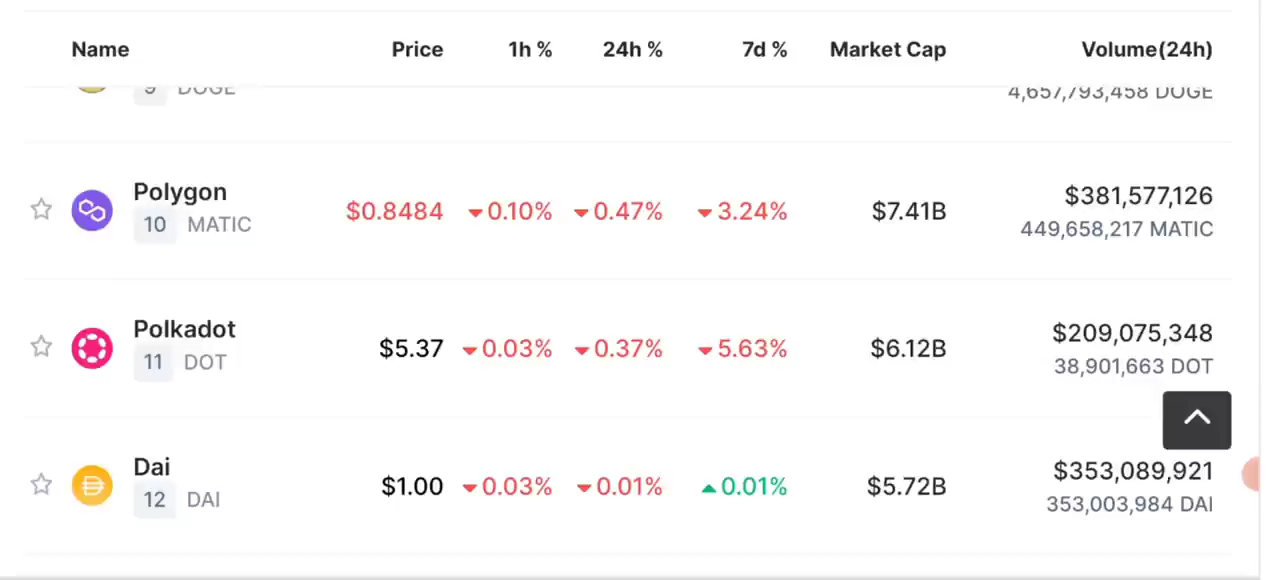 Name Price 1h % 24h % 7d % Market Cap Volume(24h)
9 DOGE 4,657,793,458 DOGE
Polygon
10 MATIC
$0.8484 0.10% 0.47% 3.24% $7.41B $381,577,126
449,658,217 MATIC
Polkadot
11 DOT
$5.37 0.03% 0.37% 5.63% $6.12B $209,075,348
38,901,663 DOT
Dai
12 DAI
$1.00 0.03% 0.01% 0.01% $5.72B $353,089,921
353,003,984 DAI